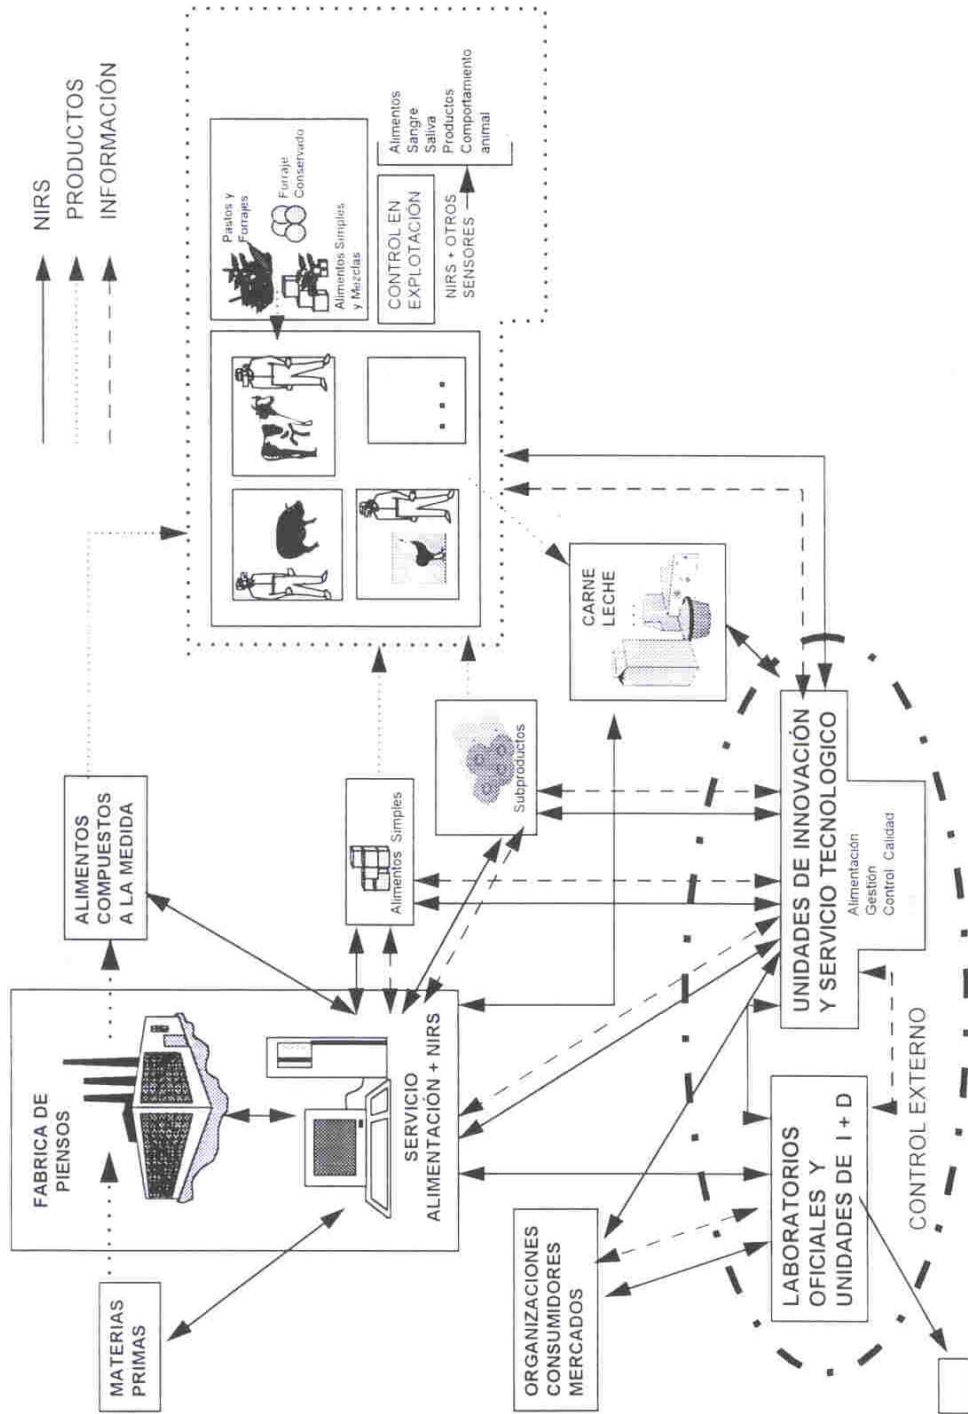 NIRS
PRODUCTOS
INFORMACIÓN
MATERIAS
PRIMAS
FABRICA DE
PIENSOS
SERVICIO
ALIMENTACIÓN + NIRS
ALIMENTOS
COMPUESTOS
A LA MEDIDA
Alimentos Simples
Subproductos
Pastos y
Forrajes
Forraje
Conservado
Alimentos Simples
y Mezclas
CONTROL EN
EXPLOTACIÓN
NIRS + OTROS
SENSORES
Alimentos
Sangre
Saliva
Productos
Comportamiento
animal
CARNE
LECHE
ORGANIZACIONES
CONSUMIDORES
MERCADOS
LABORATORIOS
OFICIALES Y
UNIDADES DE I + D
UNIDADES DE INNOVACIÓN
Y SERVICIO TECNOLOGICO
Alimentación
Gestión
Control Calidad
CONTROL EXTERNO